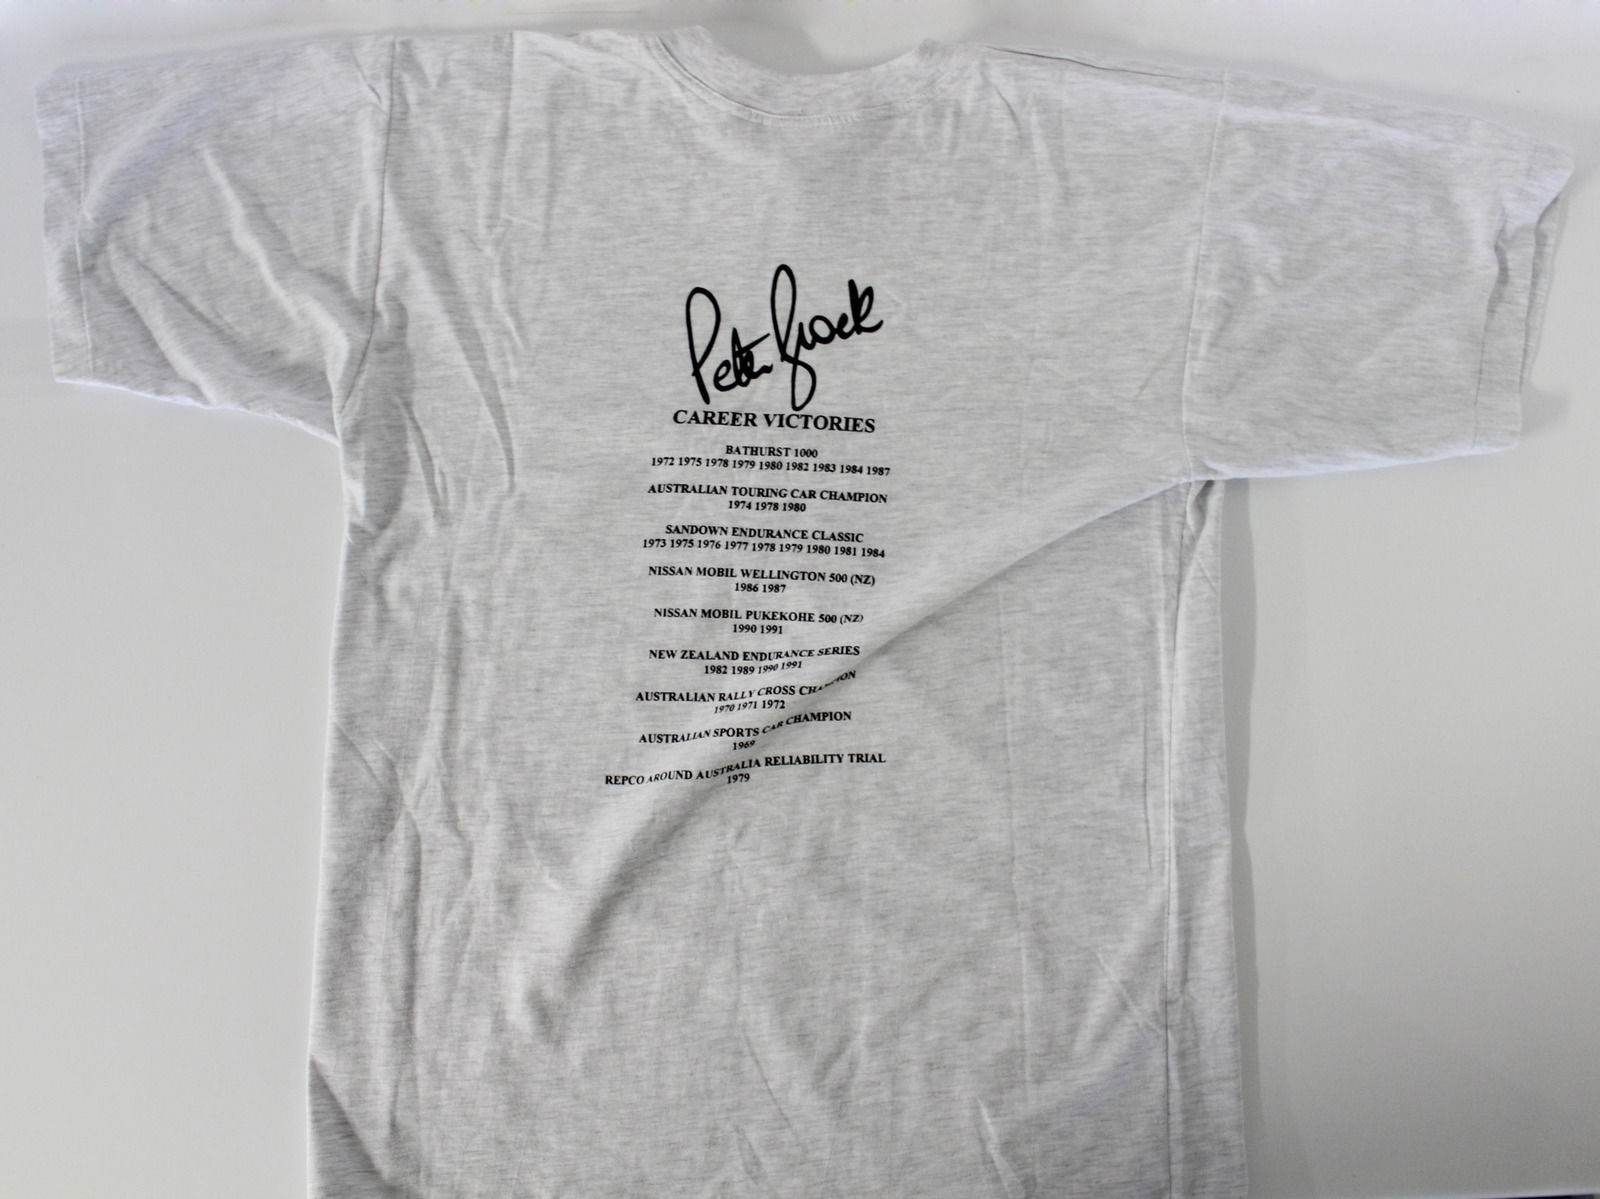 Peter Brock
CAREER VICTORIES
BATHURST 1000
1972 1975 1978 1979 1980 1982 1983 1984 1987
AUSTRALIAN TOURING CAR CHAMPION
1974 1978 1980
SANDOWN ENDURANCE CLASSIC
1973 1975 1976 1977 1978 1979 1980 1981 1984
NISSAN MOBIL WELLINGTON 500 (NZ)
1986 1987
NISSAN MOBIL PUKEKOHE 500 (NZ)
1990 1991
NEW ZEALAND ENDURANCE SERIES
1982 1989 1990 1991
AUSTRALIAN RALLY CROSS CHAMPION
1970 1971 1972
AUSTRALIAN SPORTS CAR CHAMPION
1969
REPCO AROUND AUSTRALIA RELIABILITY TRIAL
1979